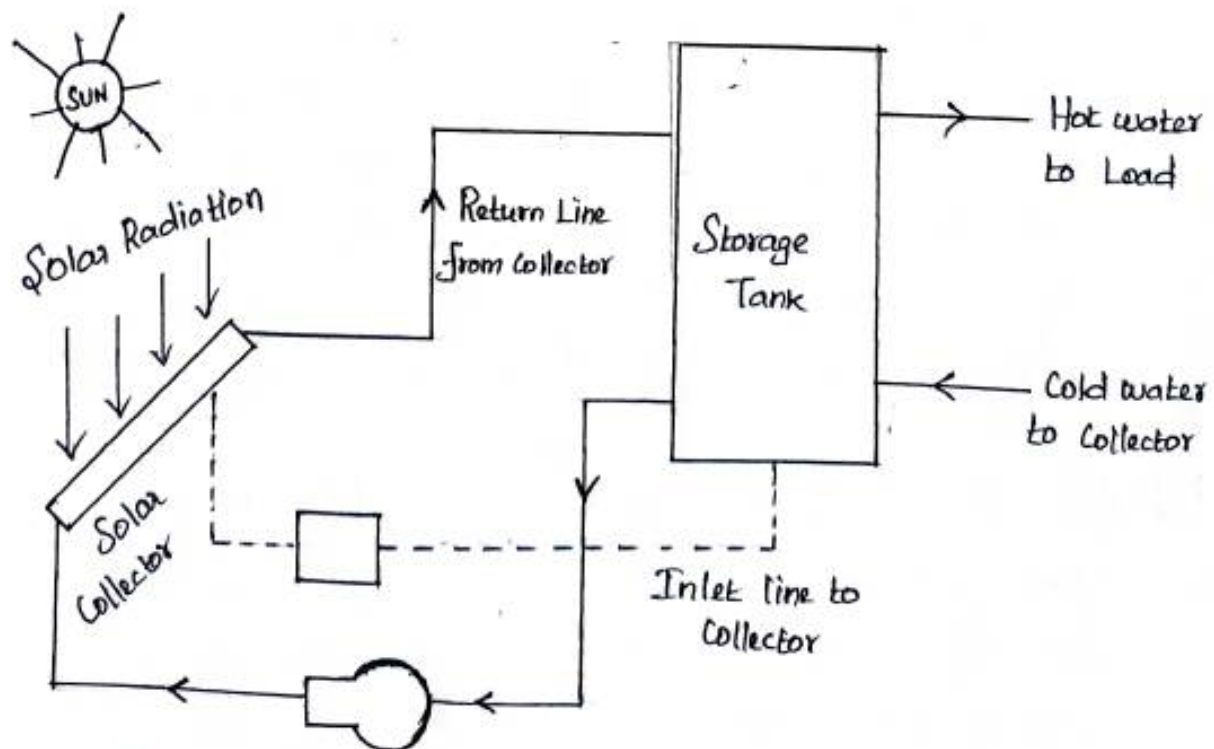 SUN
Solar Radiation
Return Line
from Collector
Storage
Tank
Hot water
to Load
Cold water
to Collector
Solar
Collector
Inlet line to
Collector